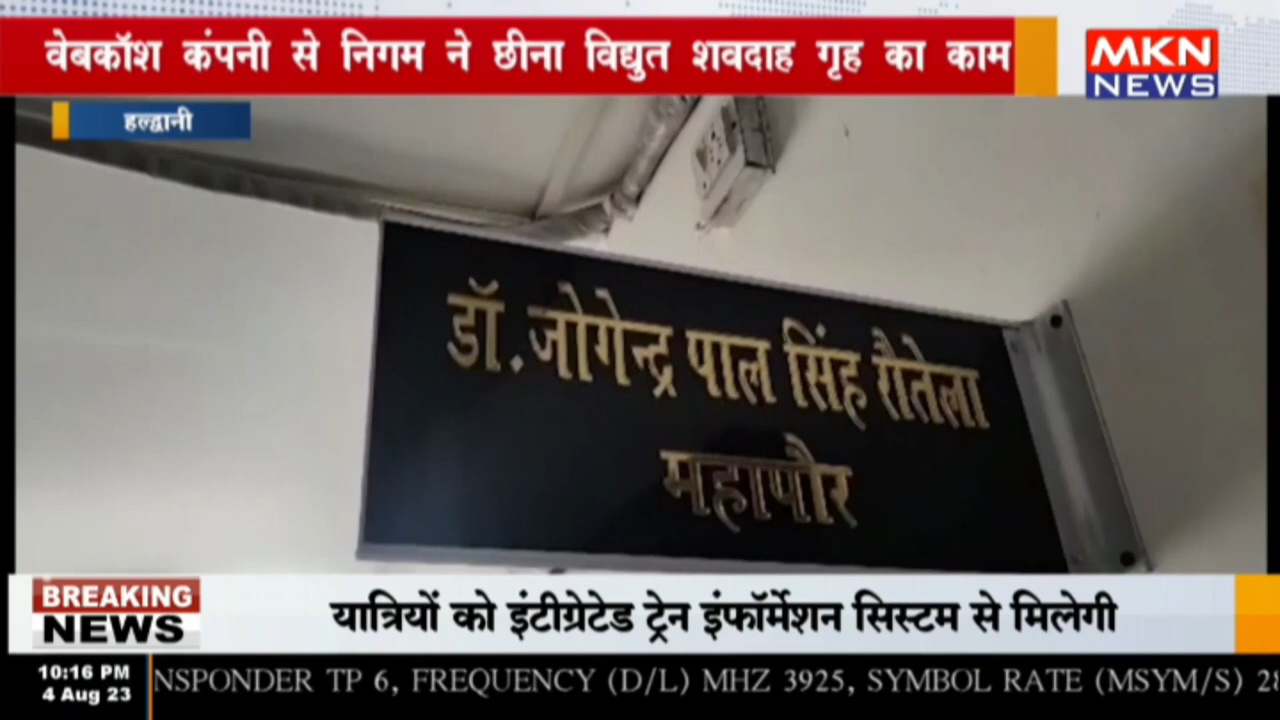 वेबकॉश कंपनी से निगम ने छीना विद्युत शवदाह गृह का काम
MKN
NEWS
हल्द्वानी
डॉ.जोगेन्द्र पाल सिंह रौतेला
महापौर
BREAKING
NEWS
यात्रियों को इंटीग्रेटेड ट्रेन इंफॉर्मेशन सिस्टम से मिलेगी
10:16 PM
4 Aug 23
NSPONDER TP 6, FREQUENCY (D/L) MHZ 3925, SYMBOL RATE (MSYM/S)